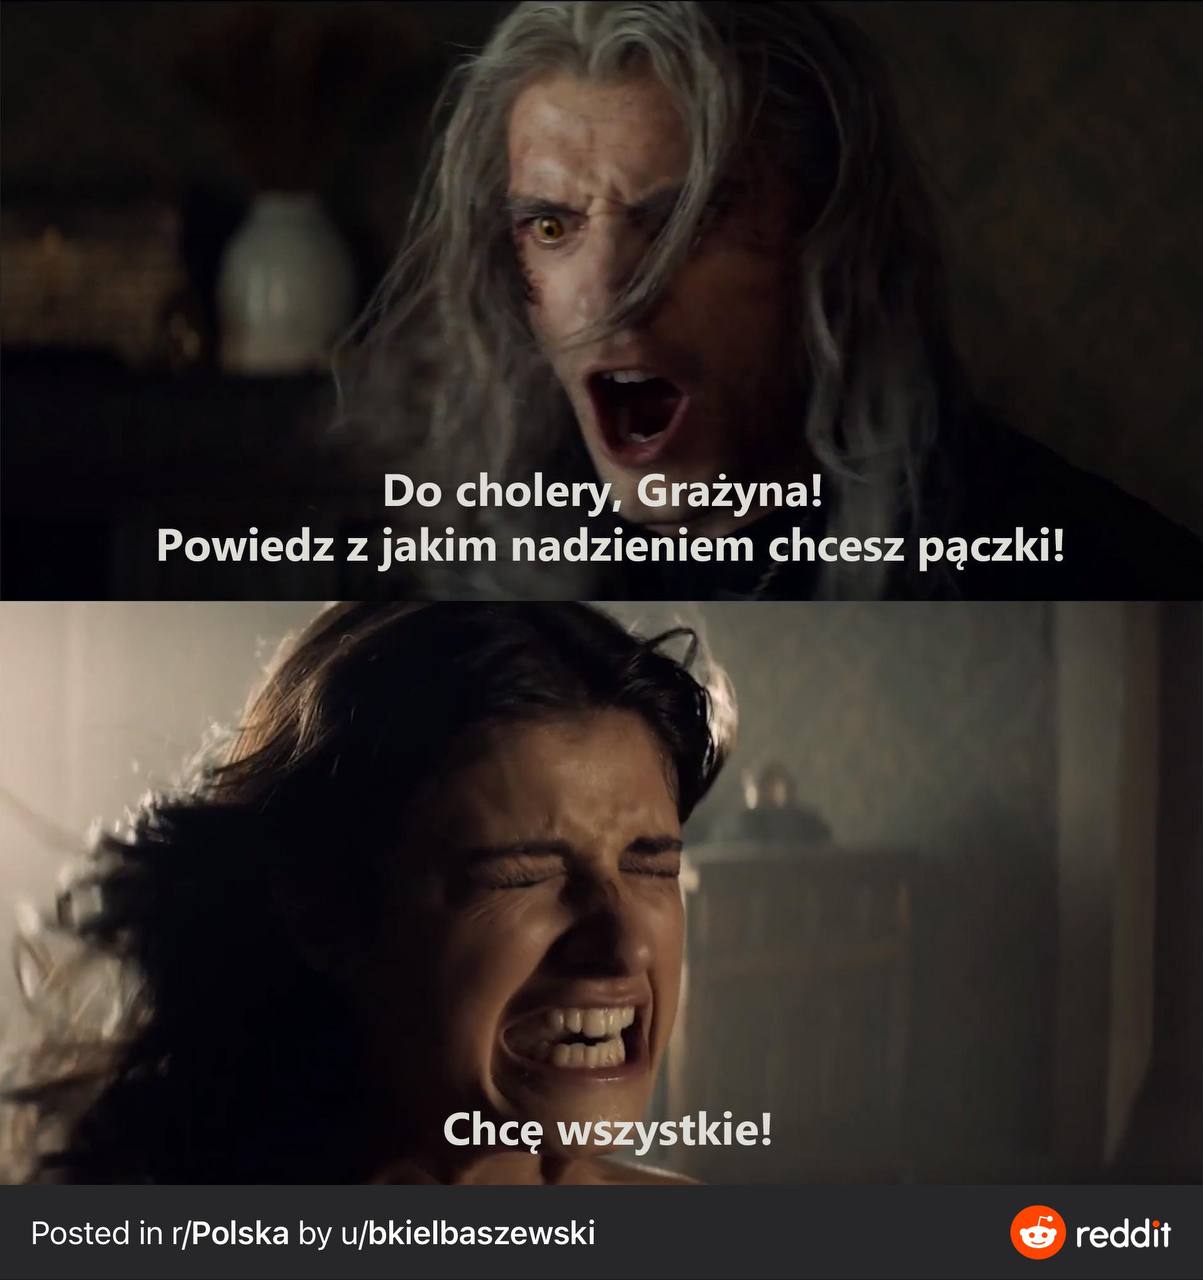 Do cholery, Grażyna!
Powiedz z jakim nadzieniem chcesz pączki!
Chcę wszystkie!
Posted in r/Polska by u/bkielbaszewski
reddit